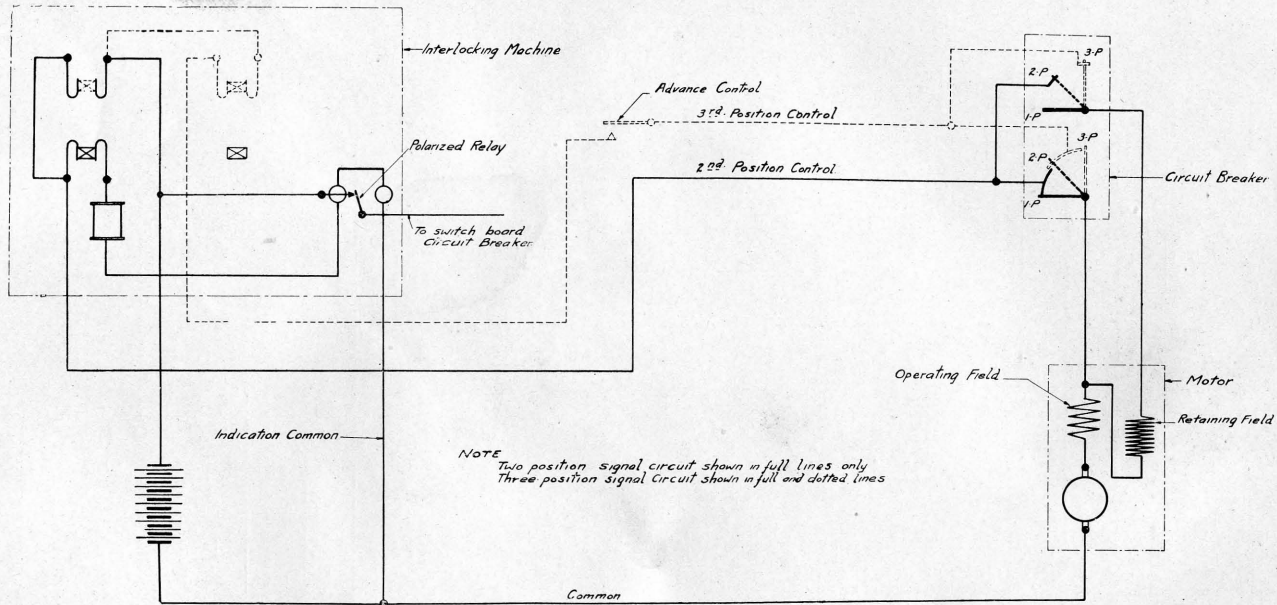 Interlocking Machine
3-P
2-P
1-P
Advance Control
3rd. Position Control
Polarized Relay
3-P
2-P
1-P
2nd. Position Control
Circuit Breaker
To switch board
Circuit Breaker
Operating Field
Motor
Retaining Field
Indication Common
NOTE
Two position signal circuit shown in full lines only
Three position signal Circuit shown in full and dotted lines
Common